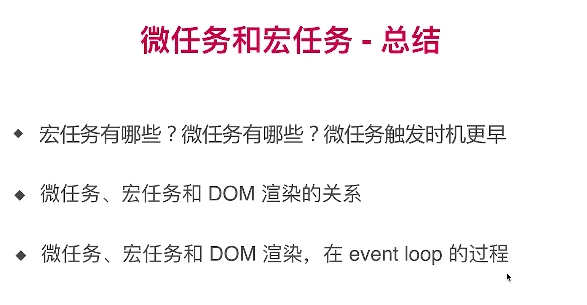 微任务和宏任务 - 总结
宏任务有哪些？微任务有哪些？微任务触发时机更早
微任务、宏任务和 DOM 渲染的关系
微任务、宏任务和 DOM 渲染，在 event loop 的过程